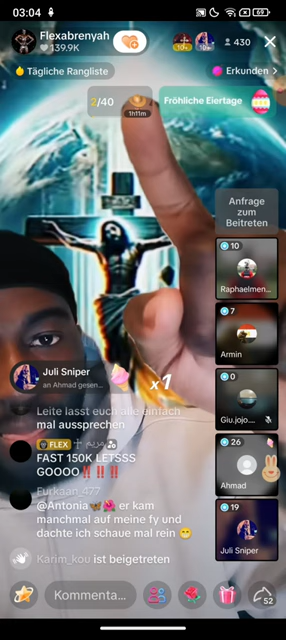 03:04
69
Flexabrenyah
139.9K
430
Tägliche Rangliste
Erkunden >
2/40
1h11m
Fröhliche Eiertage
Anfrage
zum
Beitreten
10
Raphaelmen...
7
Armin
0
Giu.jojo....
26
Ahmad
19
Juli Sniper
Juli Sniper
an Ahmad gesen...
x1
Leite lasst euch alle einfach
mal aussprechen
FLEX مريم
FAST 150K LETSSS
GOOOO‼️‼️‼️
Furkaan_477
@Antonia🦋🌺 er kam
manchmal auf meine fy und
dachte ich schaue mal rein 😁
Karim_kou ist beigetreten
Kommenta...
52